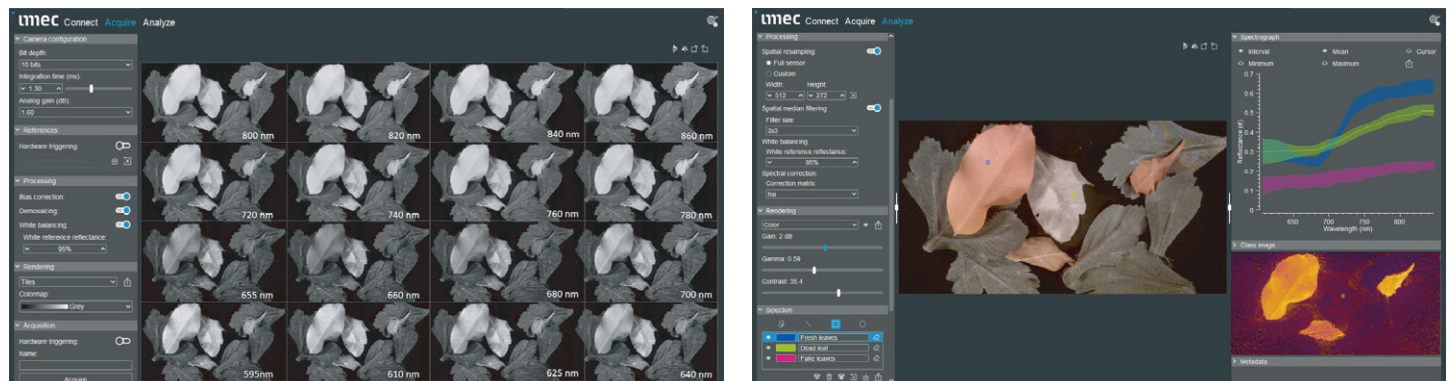 imec Connect Acquire Analyze
Camera configuration
Bit depth:
10 bits
Integration time (ms):
1.30
Analog gain (dB)
1.60
References:
Hardware triggering:
Processing
Bias correction
Demosaicing:
White balancing:
White reference reflectance:
95%
Rendering
Tiles
Colormap:
Grey
Acquisition
Hardware triggering:
Name:
Acquire
800 nm
820 nm
840 nm
860 nm
720 nm
740 nm
760 nm
780 nm
655 nm
660 nm
680 nm
700 nm
595nm
610 nm
625 nm
640 nm
imec Connect Acquire Analyze
Processing
Spatial resampling:
Full sensor
Custom
Width: Height:
512 272
Spatial median filtering:
Filter size:
3x3
White balancing
White reference reflectance:
95%
Spectral correction:
Correction matrix:
Rendering
Color
Gain: 2 dB
Gamma: 0.59
Contrast: 35.4
Selection
Fresh leaves
Dead leaf
Fake leaves
Spectrograph
Interval Mean Cursor
Minimum Maximum
0.7
0.6
0.5
0.4
0.3
0.2
0.1
0
Reflectance (rf)
650 700 750 800
Wavelength (nm)
Class image
Metadata